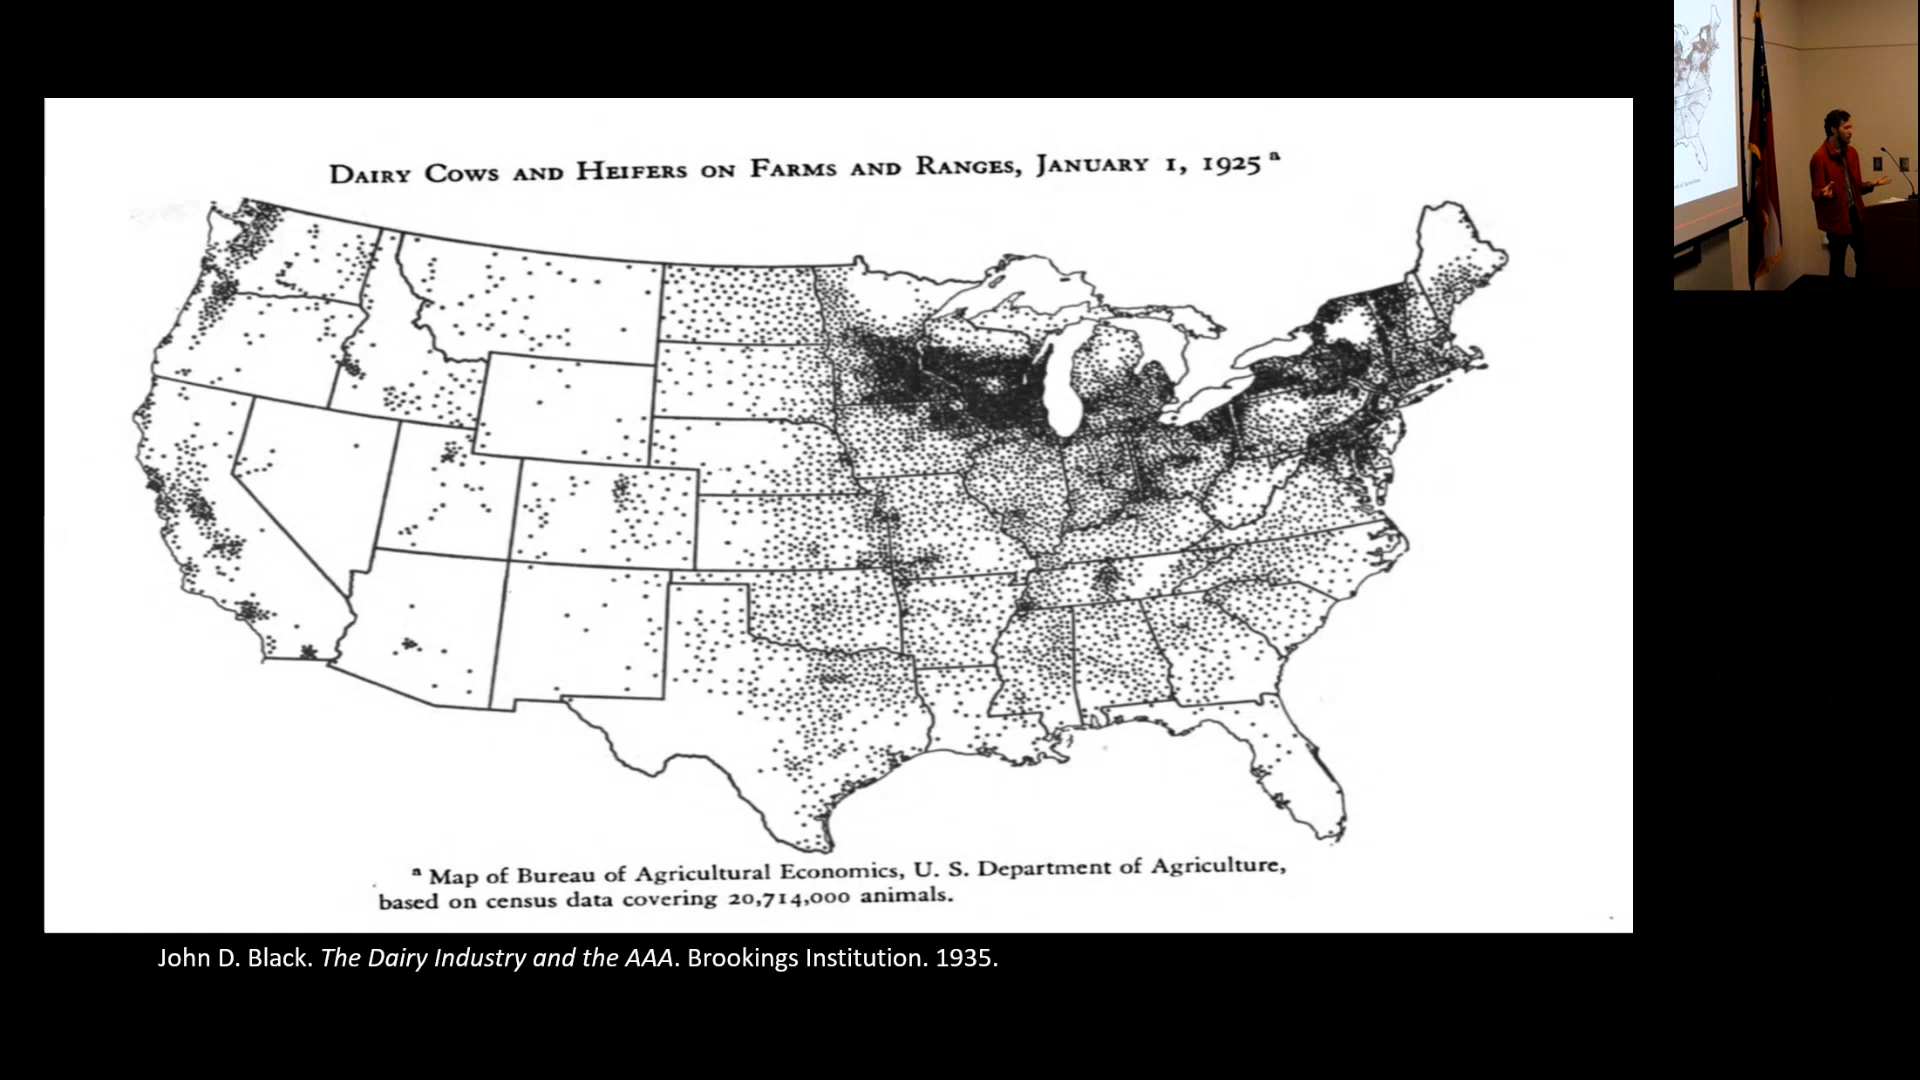 DAIRY COWS AND HEIFERS ON FARMS AND RANGES, JANUARY 1, 1925 a
a Map of Bureau of Agricultural Economics, U. S. Department of Agriculture,
based on census data covering 20,714,000 animals.
John D. Black. The Dairy Industry and the AAA. Brookings Institution. 1935.